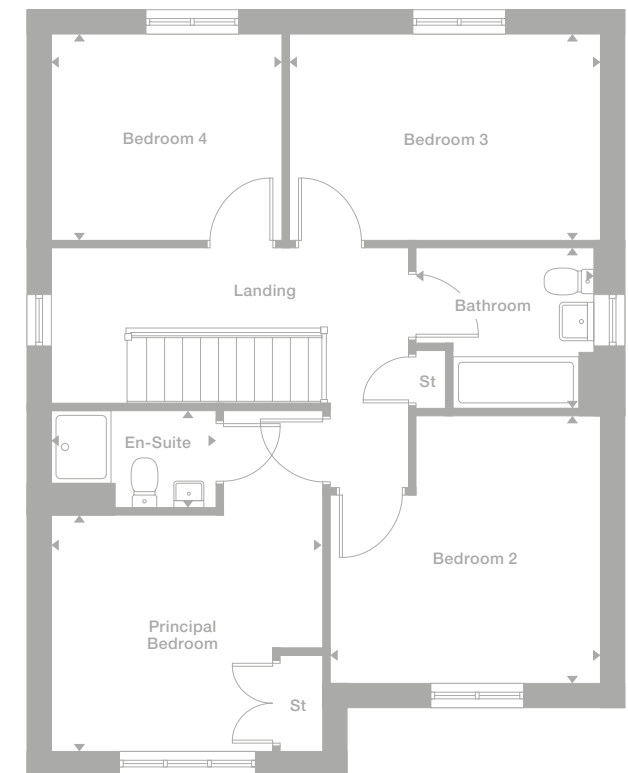 Bedroom 4
Bedroom 3
Landing
Bathroom
St
En-Suite
Bedroom 2
Principal
Bedroom
St